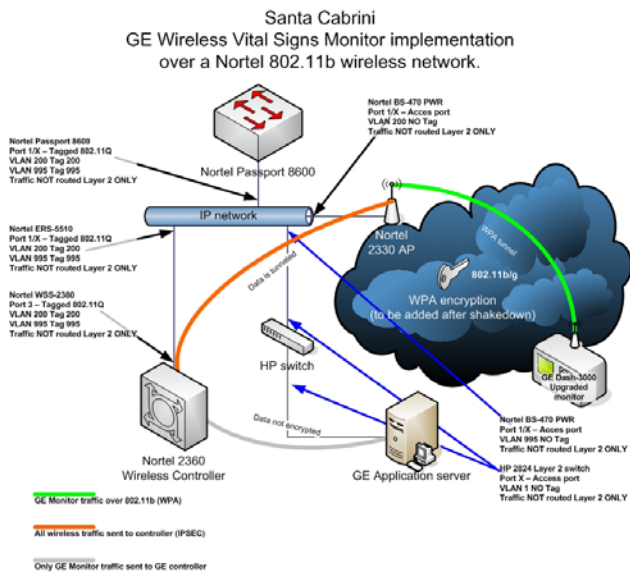 Santa Cabrini
GE Wireless Vital Signs Monitor implementation
over a Nortel 802.11b wireless network.
Nortel BS-470 PWR
Port 1/X – Acces port
VLAN 200 NO Tag
Traffic NOT routed Layer 2 ONLY
Nortel Passport 8600
Port 1/X – Tagged 802.11Q
VLAN 200 Tag 200
VLAN 995 Tag 995
Traffic NOT routed Layer 2 ONLY
Nortel Passport 8600
IP network
Nortel ERS-5510
Port 1/X – Tagged 802.11Q
VLAN 200 Tag 200
VLAN 995 Tag 995
Traffic NOT routed Layer 2 ONLY
Nortel
2330 AP
WPA tunnel
802.11b/g
Data is tunneled
WPA encryption
(to be added after shakedown)
Nortel WSS-2380
Port 3 – Tagged 802.11Q
VLAN 200 Tag 200
VLAN 995 Tag 995
Traffic NOT routed Layer 2 ONLY
HP switch
GE Dash-3000
Upgraded
monitor
Data not encrypted
Nortel BS-470 PWR
Port 1/X – Acces port
VLAN 995 NO Tag
Traffic NOT routed Layer 2 ONLY
Nortel 2360
Wireless Controller
GE Application server
HP 2824 Layer 2 switch
Port X – Access port
VLAN 1 NO Tag
Traffic NOT routed Layer 2 ONLY
GE Monitor traffic over 802.11b (WPA)
All wireless traffic sent to controller (IPSEC)
Only GE Monitor traffic sent to GE controller